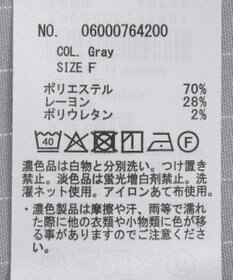 NO. 06000764200
COL. Gray
SIZE F
ポリエステル 70%
レーヨン 28%
ポリウレタン 2%
40
濃色品は白物と分別洗い。つけ置き
禁止。淡色は蛍光増白剤禁止。洗
濯ネット使用。アイロンあて布使用。
・濃色製品は摩擦や汗、雨等で濡れ
た際に他の衣類や小物類に色が移
る事がありますのでご注意ください
。